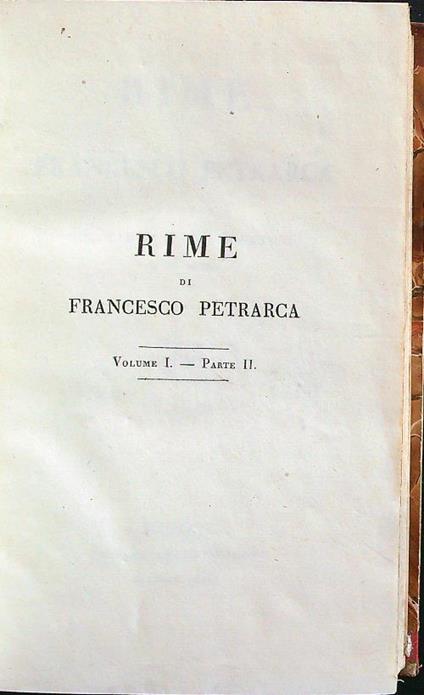 RIME
DI
FRANCESCO PETRARCA
VOLUME I. — PARTE II.